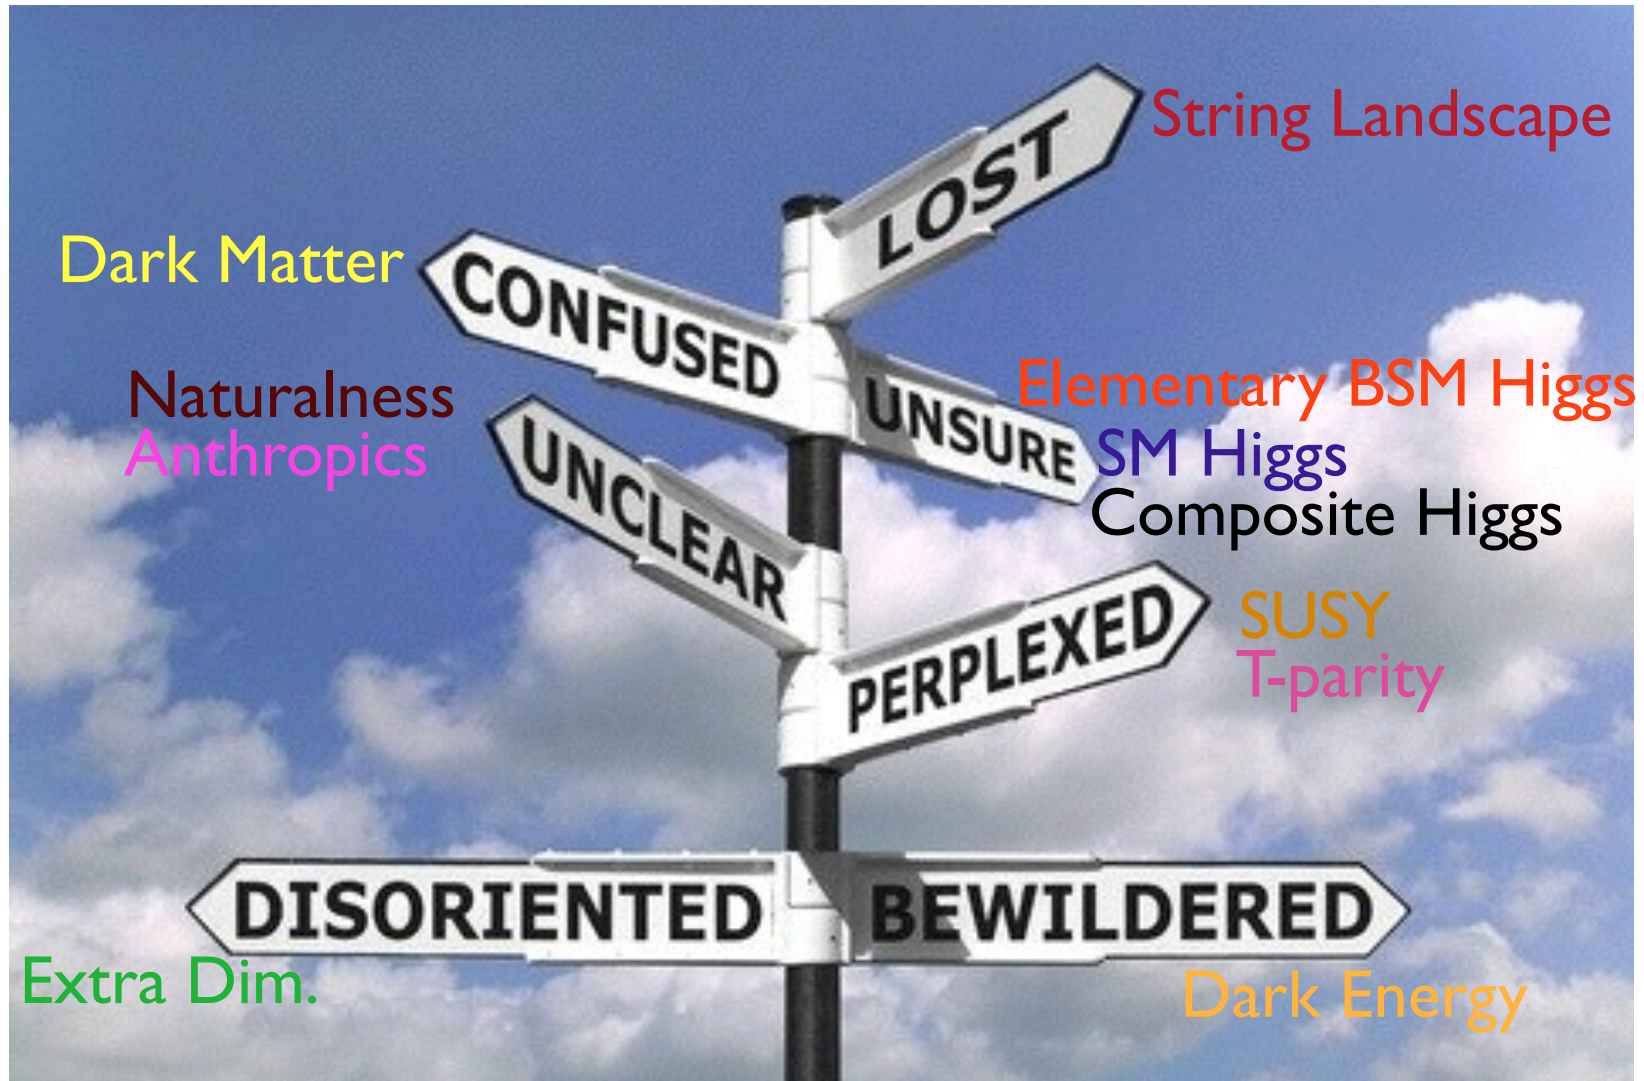 String Landscape
LOST
Dark Matter
CONFUSED
Elementary BSM Higgs
Naturalness
UNSURE
SM Higgs
Anthropics
UNCLEAR
Composite Higgs
SUSY
PERPLEXED
T-parity
DISORIENTED
BEWILDERED
Extra Dim.
Dark Energy